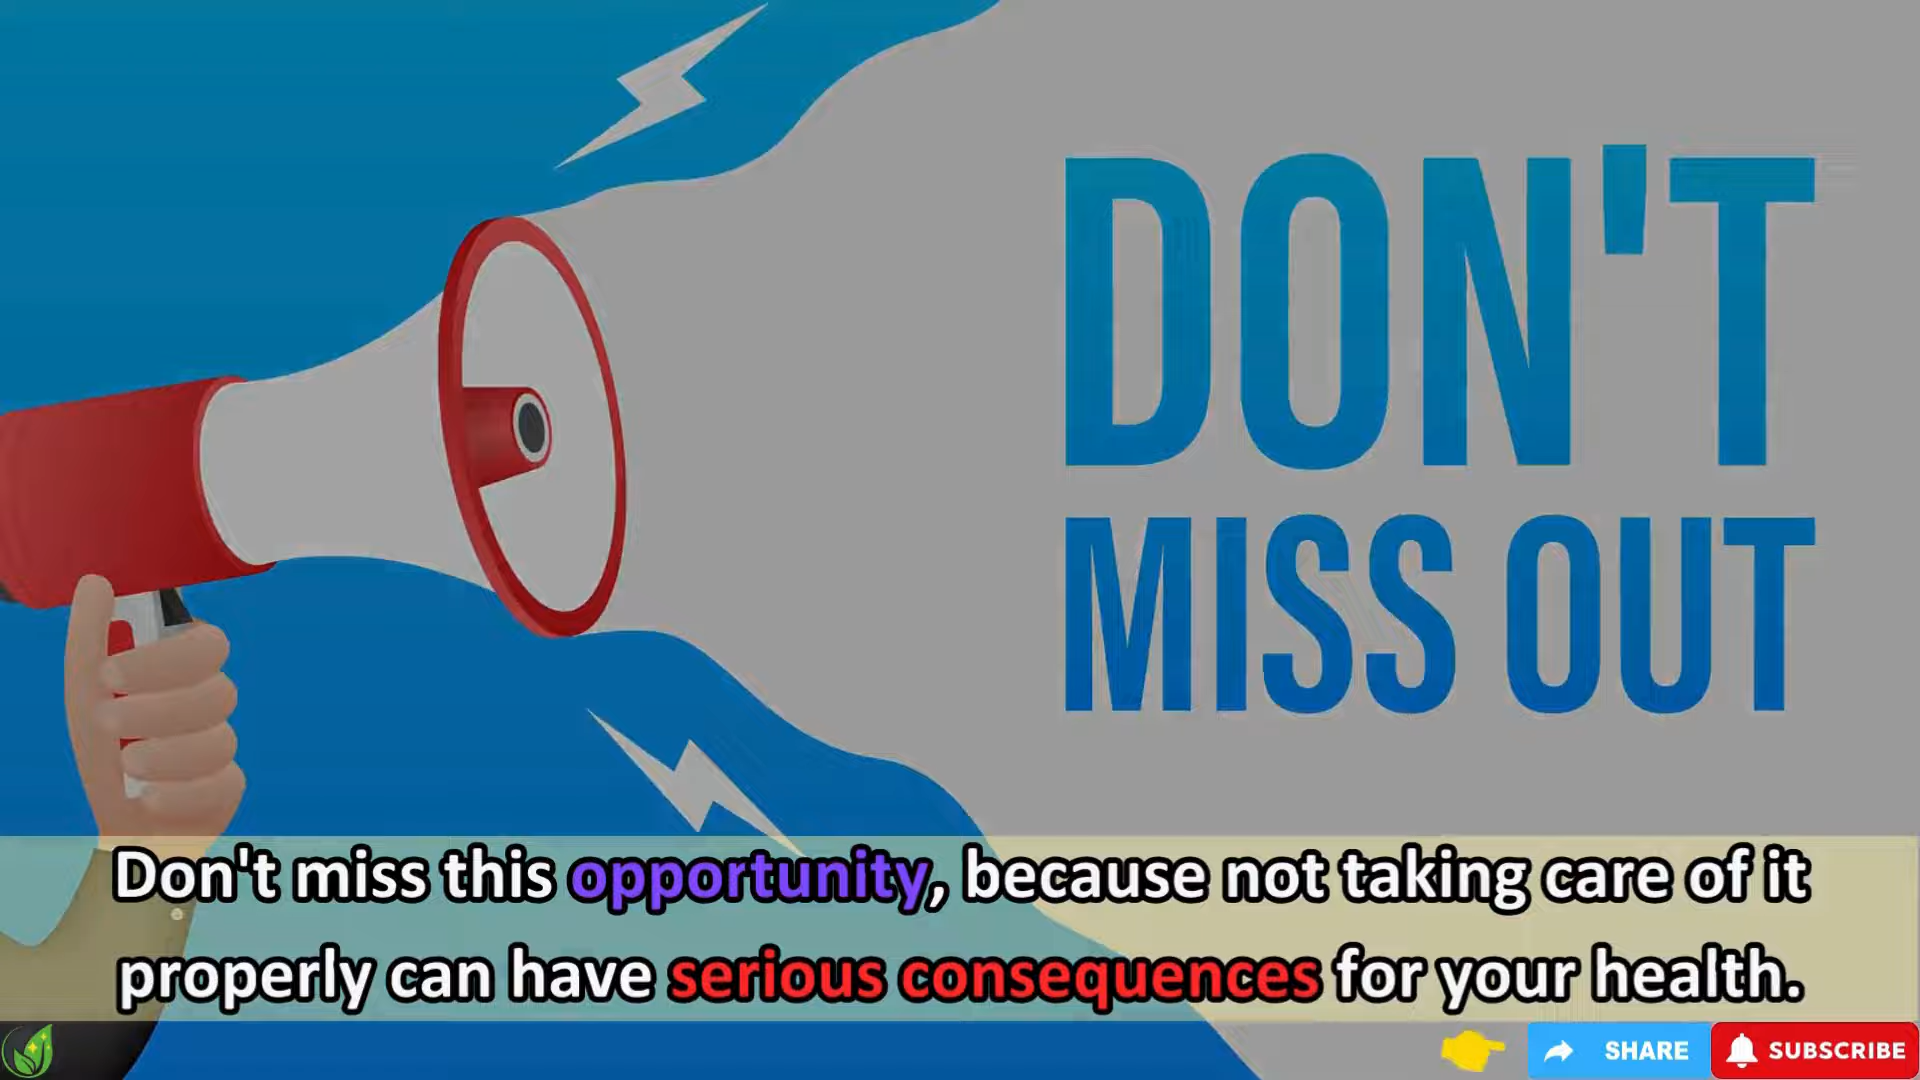 DON'T
MISS OUT
Don't miss this opportunity, because not taking care of it
properly can have serious consequences for your health.
SHARE
SUBSCRIBE